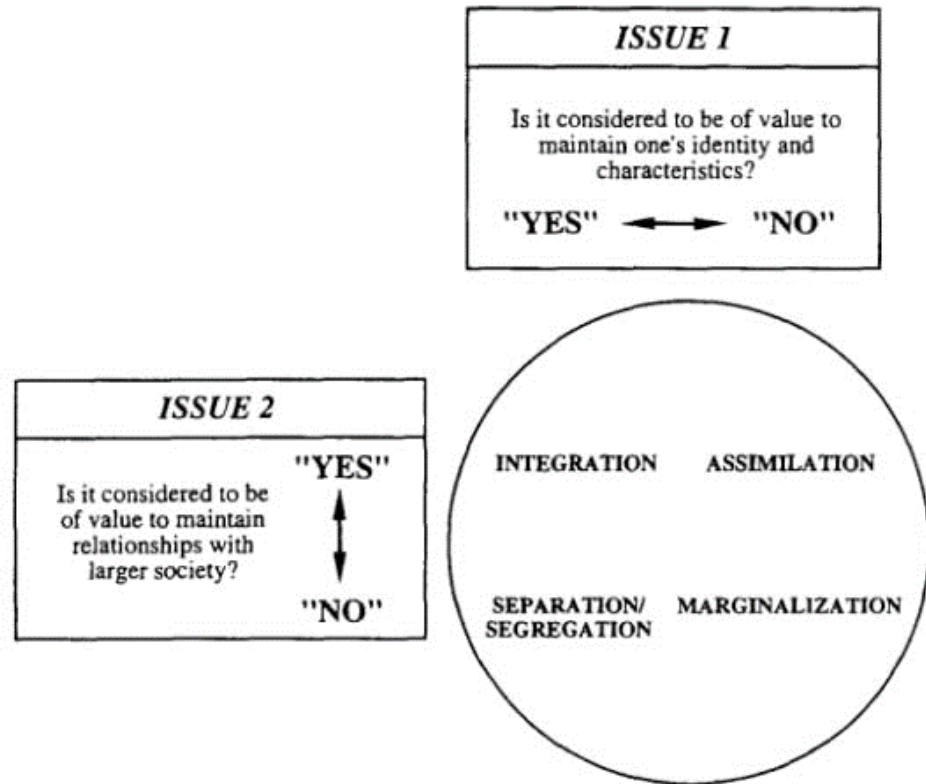 ISSUE 1
Is it considered to be of value to
maintain one's identity and
characteristics?
"YES" "NO"
ISSUE 2
"YES"
Is it considered to be
of value to maintain
relationships with
larger society?
"NO"
INTEGRATION ASSIMILATION
SEPARATION/ MARGINALIZATION
SEGREGATION